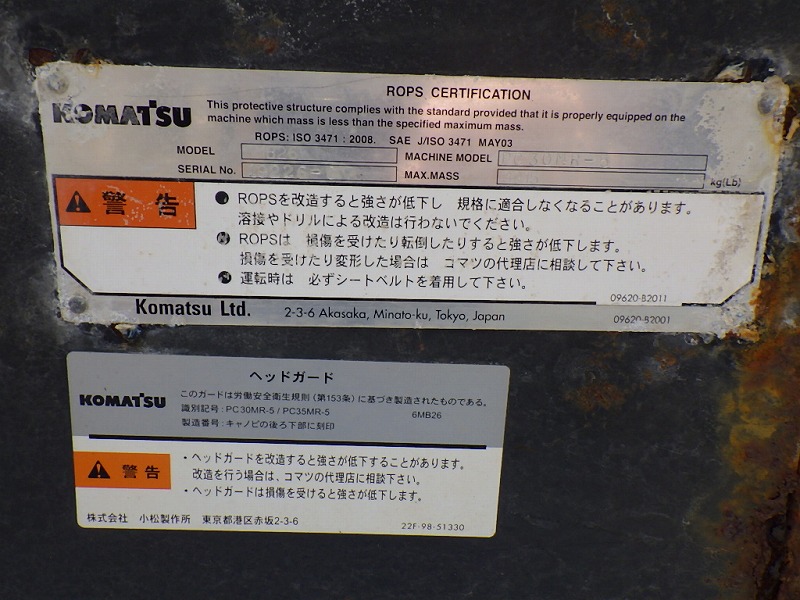 ROPS CERTIFICATION
KOMATSU
This protective structure complies with the standard provided that it is properly equipped on the
machine which mass is less than the specified maximum mass.
ROPS: ISO 3471 : 2008. SAE J/ISO 3471 MAY03
MODEL
MACHINE MODEL
SERIAL No.
MAX.MASS
kg(Lb)
警告
● ROPSを改造すると強さが低下し 規格に適合しなくなることがあります。
溶接やドリルによる改造は行わないでください。
● ROPSは 損傷を受けたり転倒したりすると強さが低下します。
損傷を受けたり変形した場合は コマツの代理店に相談して下さい。
● 運転時は 必ずシートベルトを着用して下さい。
09620-B2011
Komatsu Ltd. 2-3-6 Akasaka, Minato-ku, Tokyo, Japan
09620-B2001
ヘッドガード
KOMATSU
このガードは労働安全衛生規則(第153条)に基づき製造されたものである。
識別記号:PC30MR-5/PC35MR-5 6MB26
製造番号:キャノピの後ろ下部に刻印
警告
・ヘッドガードを改造すると強さが低下することがあります。
改造を行う場合は、コマツの代理店に相談下さい。
・ヘッドガードは損傷を受けると強さが低下します。
株式会社 小松製作所 東京都港区赤坂2-3-6
22F-98-51330